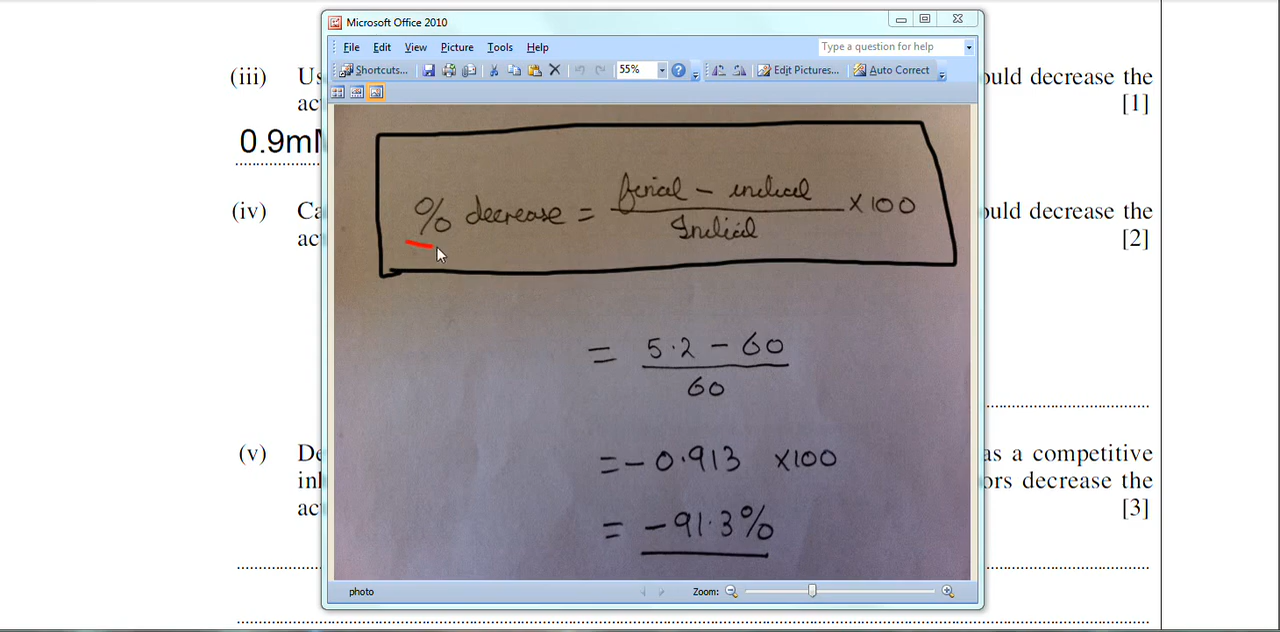 Microsoft Office 2010
File Edit View Picture Tools Help
Type a question for help
Shortcuts... 55% Edit Pictures... Auto Correct
(iii) Us
ould decrease the
ac
[1]
0.9mM
% decrease = final - initial × 100
Initial
(iv) Ca
ould decrease the
ac
[2]
= 5.2 - 60
60
(v) De
as a competitive
= - 0.913 ×100
inl
ors decrease the
ac
[3]
= - 91.3%
photo
Zoom: